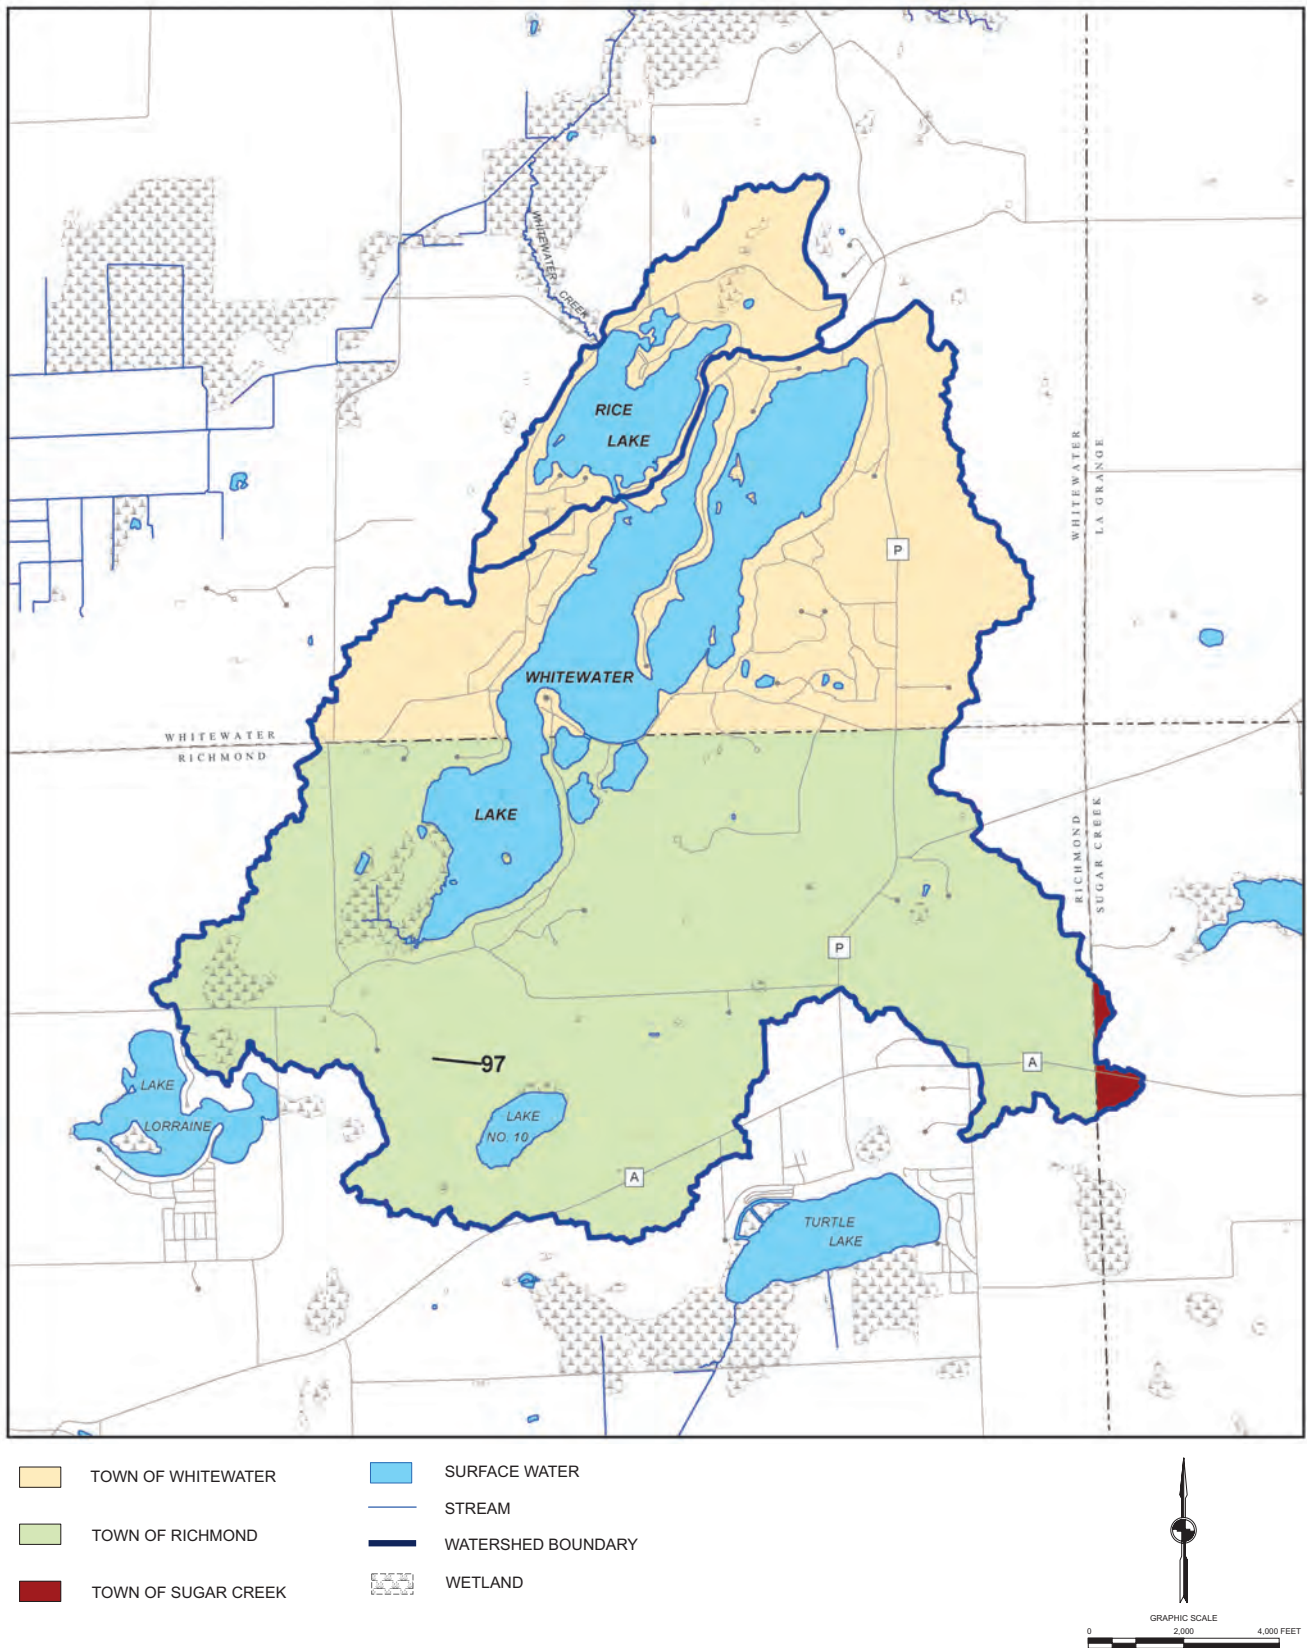 WHITEWATER
CREEK
RICE
LAKE
WHITEWATER
LA GRANGE
P
WHITEWATER
WHITEWATER
RICHMOND
LAKE
RICHMOND
SUGAR CREEK
P
A
97
LAKE
LORRAINE
LAKE
NO. 10
A
TURTLE
LAKE
TOWN OF WHITEWATER
TOWN OF RICHMOND
TOWN OF SUGAR CREEK
SURFACE WATER
STREAM
WATERSHED BOUNDARY
WETLAND
GRAPHIC SCALE
0 2,000 4,000 FEET